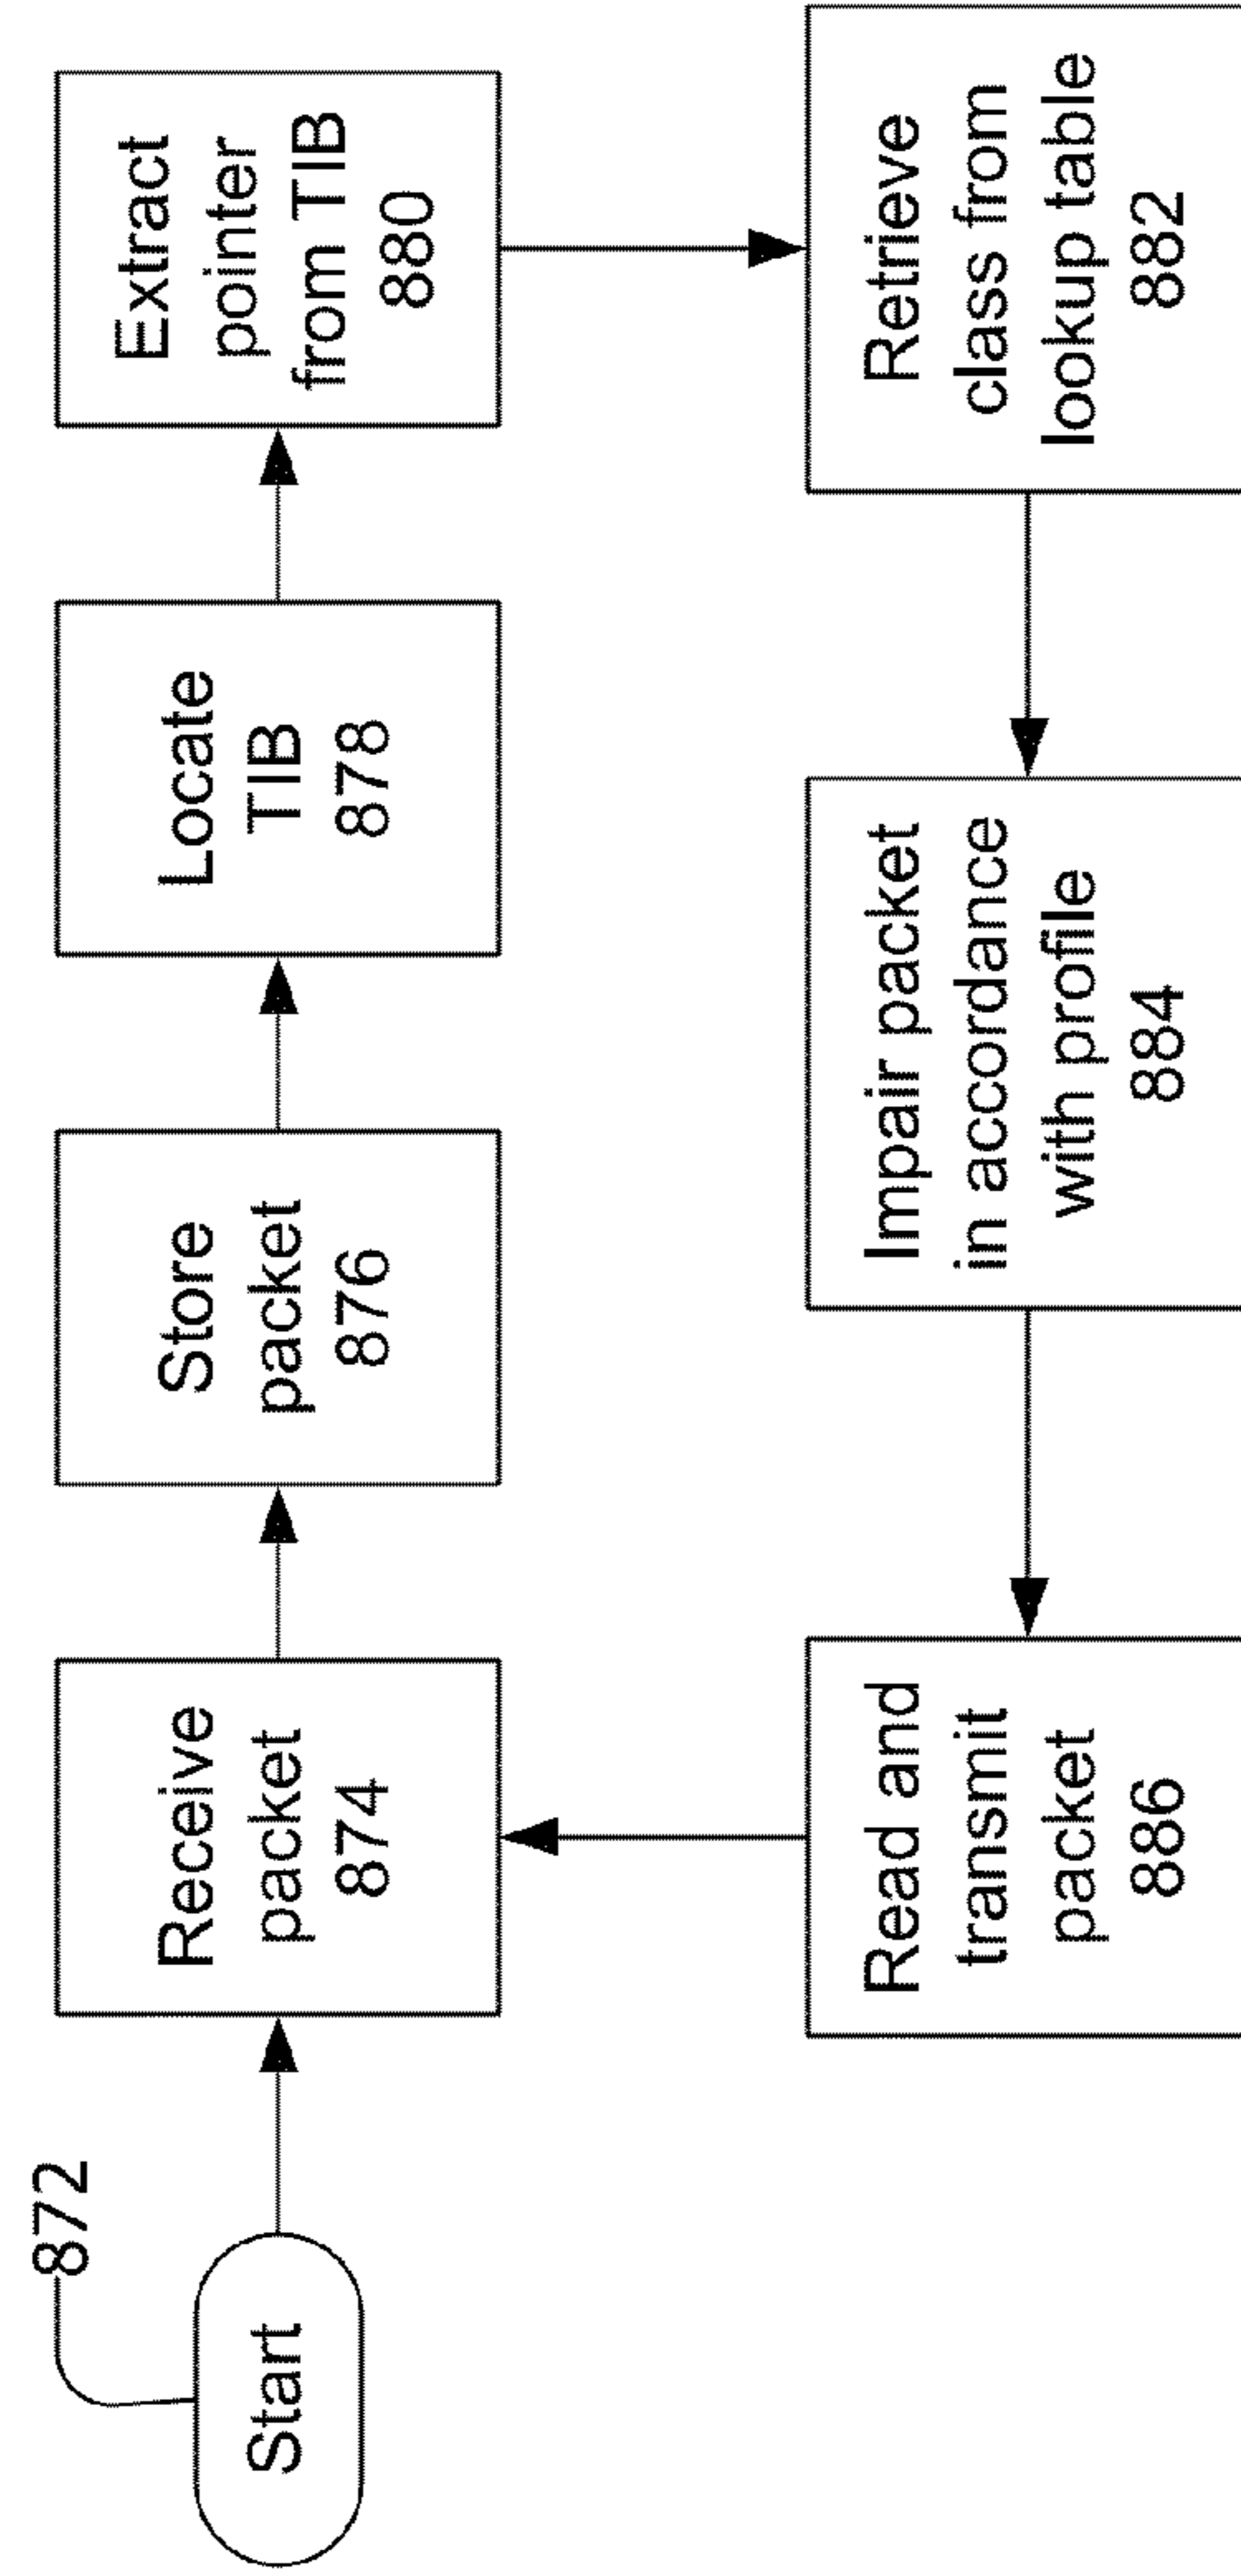 872
Start
Receive
packet
874
Store
packet
876
Locate
TIB
878
Extract
pointer
from TIB
880
Retrieve
class from
lookup table
882
Impair packet
in accordance
with profile
884
Read and
transmit
packet
886